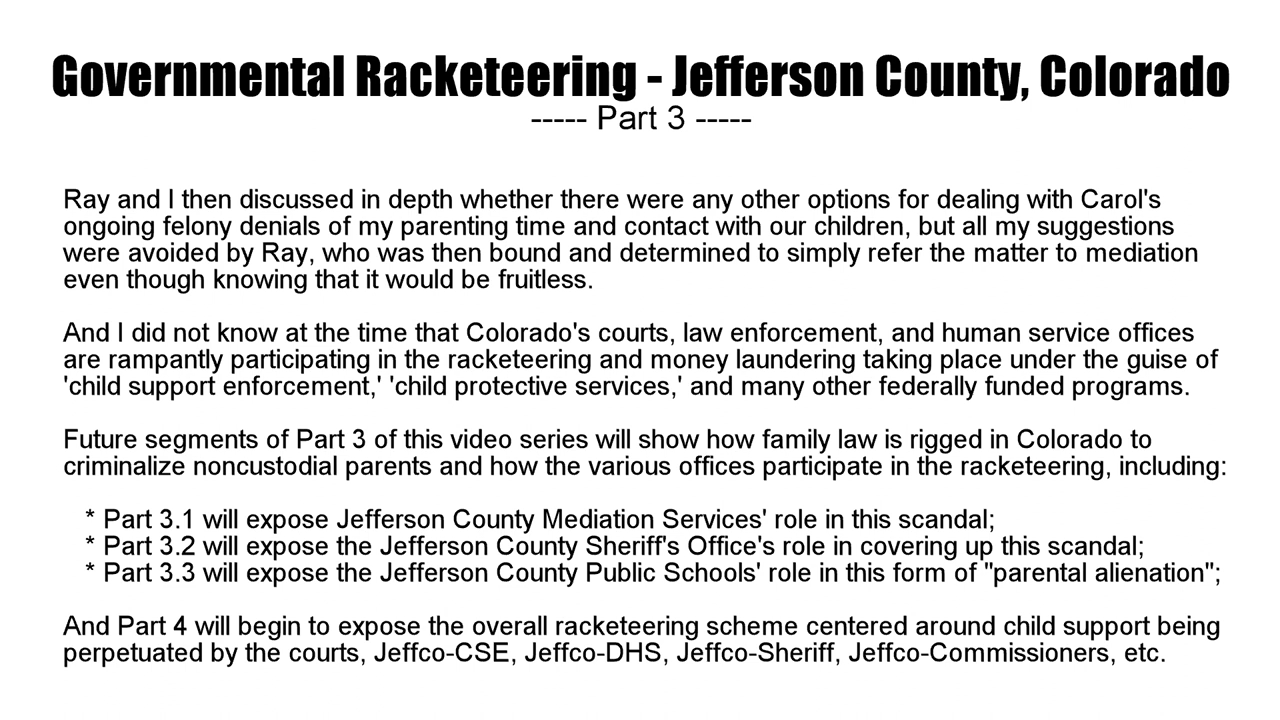 Governmental Racketeering - Jefferson County, Colorado
----- Part 3 -----
Ray and I then discussed in depth whether there were any other options for dealing with Carol's
ongoing felony denials of my parenting time and contact with our children, but all my suggestions
were avoided by Ray, who was then bound and determined to simply refer the matter to mediation
even though knowing that it would be fruitless.
And I did not know at the time that Colorado's courts, law enforcement, and human service offices
are rampantly participating in the racketeering and money laundering taking place under the guise of
'child support enforcement,' 'child protective services,' and many other federally funded programs.
Future segments of Part 3 of this video series will show how family law is rigged in Colorado to
criminalize noncustodial parents and how the various offices participate in the racketeering, including:
* Part 3.1 will expose Jefferson County Mediation Services' role in this scandal;
* Part 3.2 will expose the Jefferson County Sheriff's Office's role in covering up this scandal;
* Part 3.3 will expose the Jefferson County Public Schools' role in this form of "parental alienation";
And Part 4 will begin to expose the overall racketeering scheme centered around child support being
perpetuated by the courts, Jeffco-CSE, Jeffco-DHS, Jeffco-Sheriff, Jeffco-Commissioners, etc.